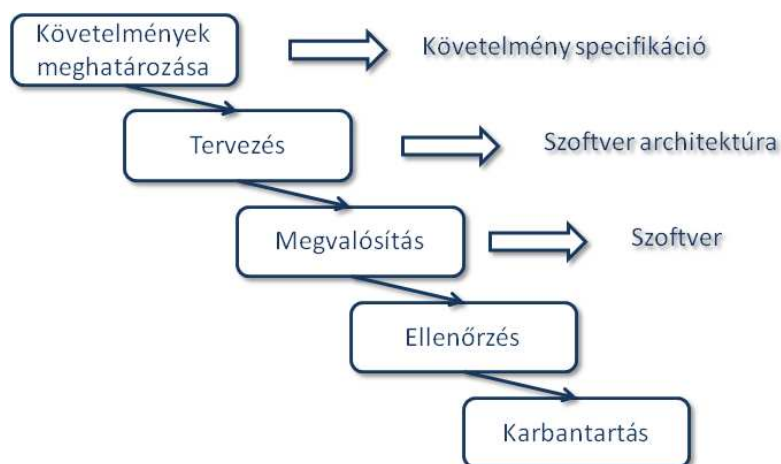 Követelmények
meghatározása
Követelmény specifikáció
Tervezés
Szoftver architektúra
Megvalósítás
Szoftver
Ellenőrzés
Karbantartás